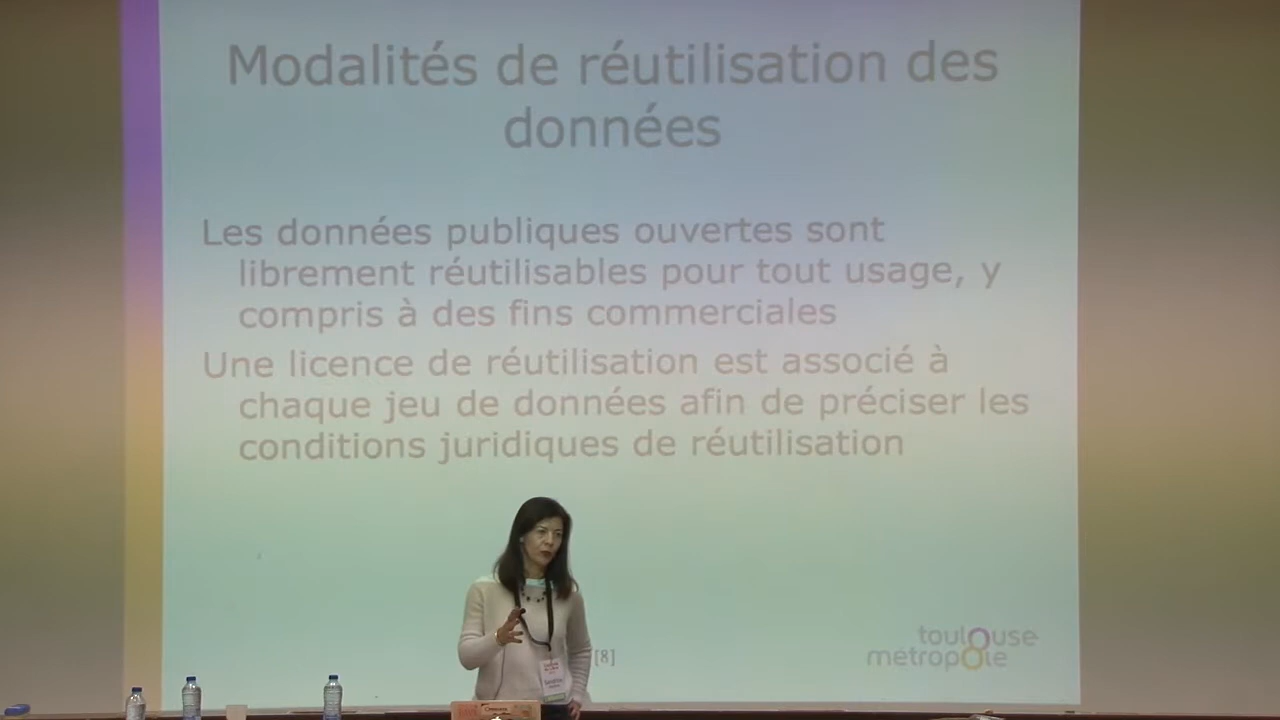 Modalités de réutilisation des
données
Les données publiques ouvertes sont
librement réutilisables pour tout usage, y
compris à des fins commerciales
Une licence de réutilisation est associé à
chaque jeu de données afin de préciser les
conditions juridiques de réutilisation
[8]
toulouse
métropole